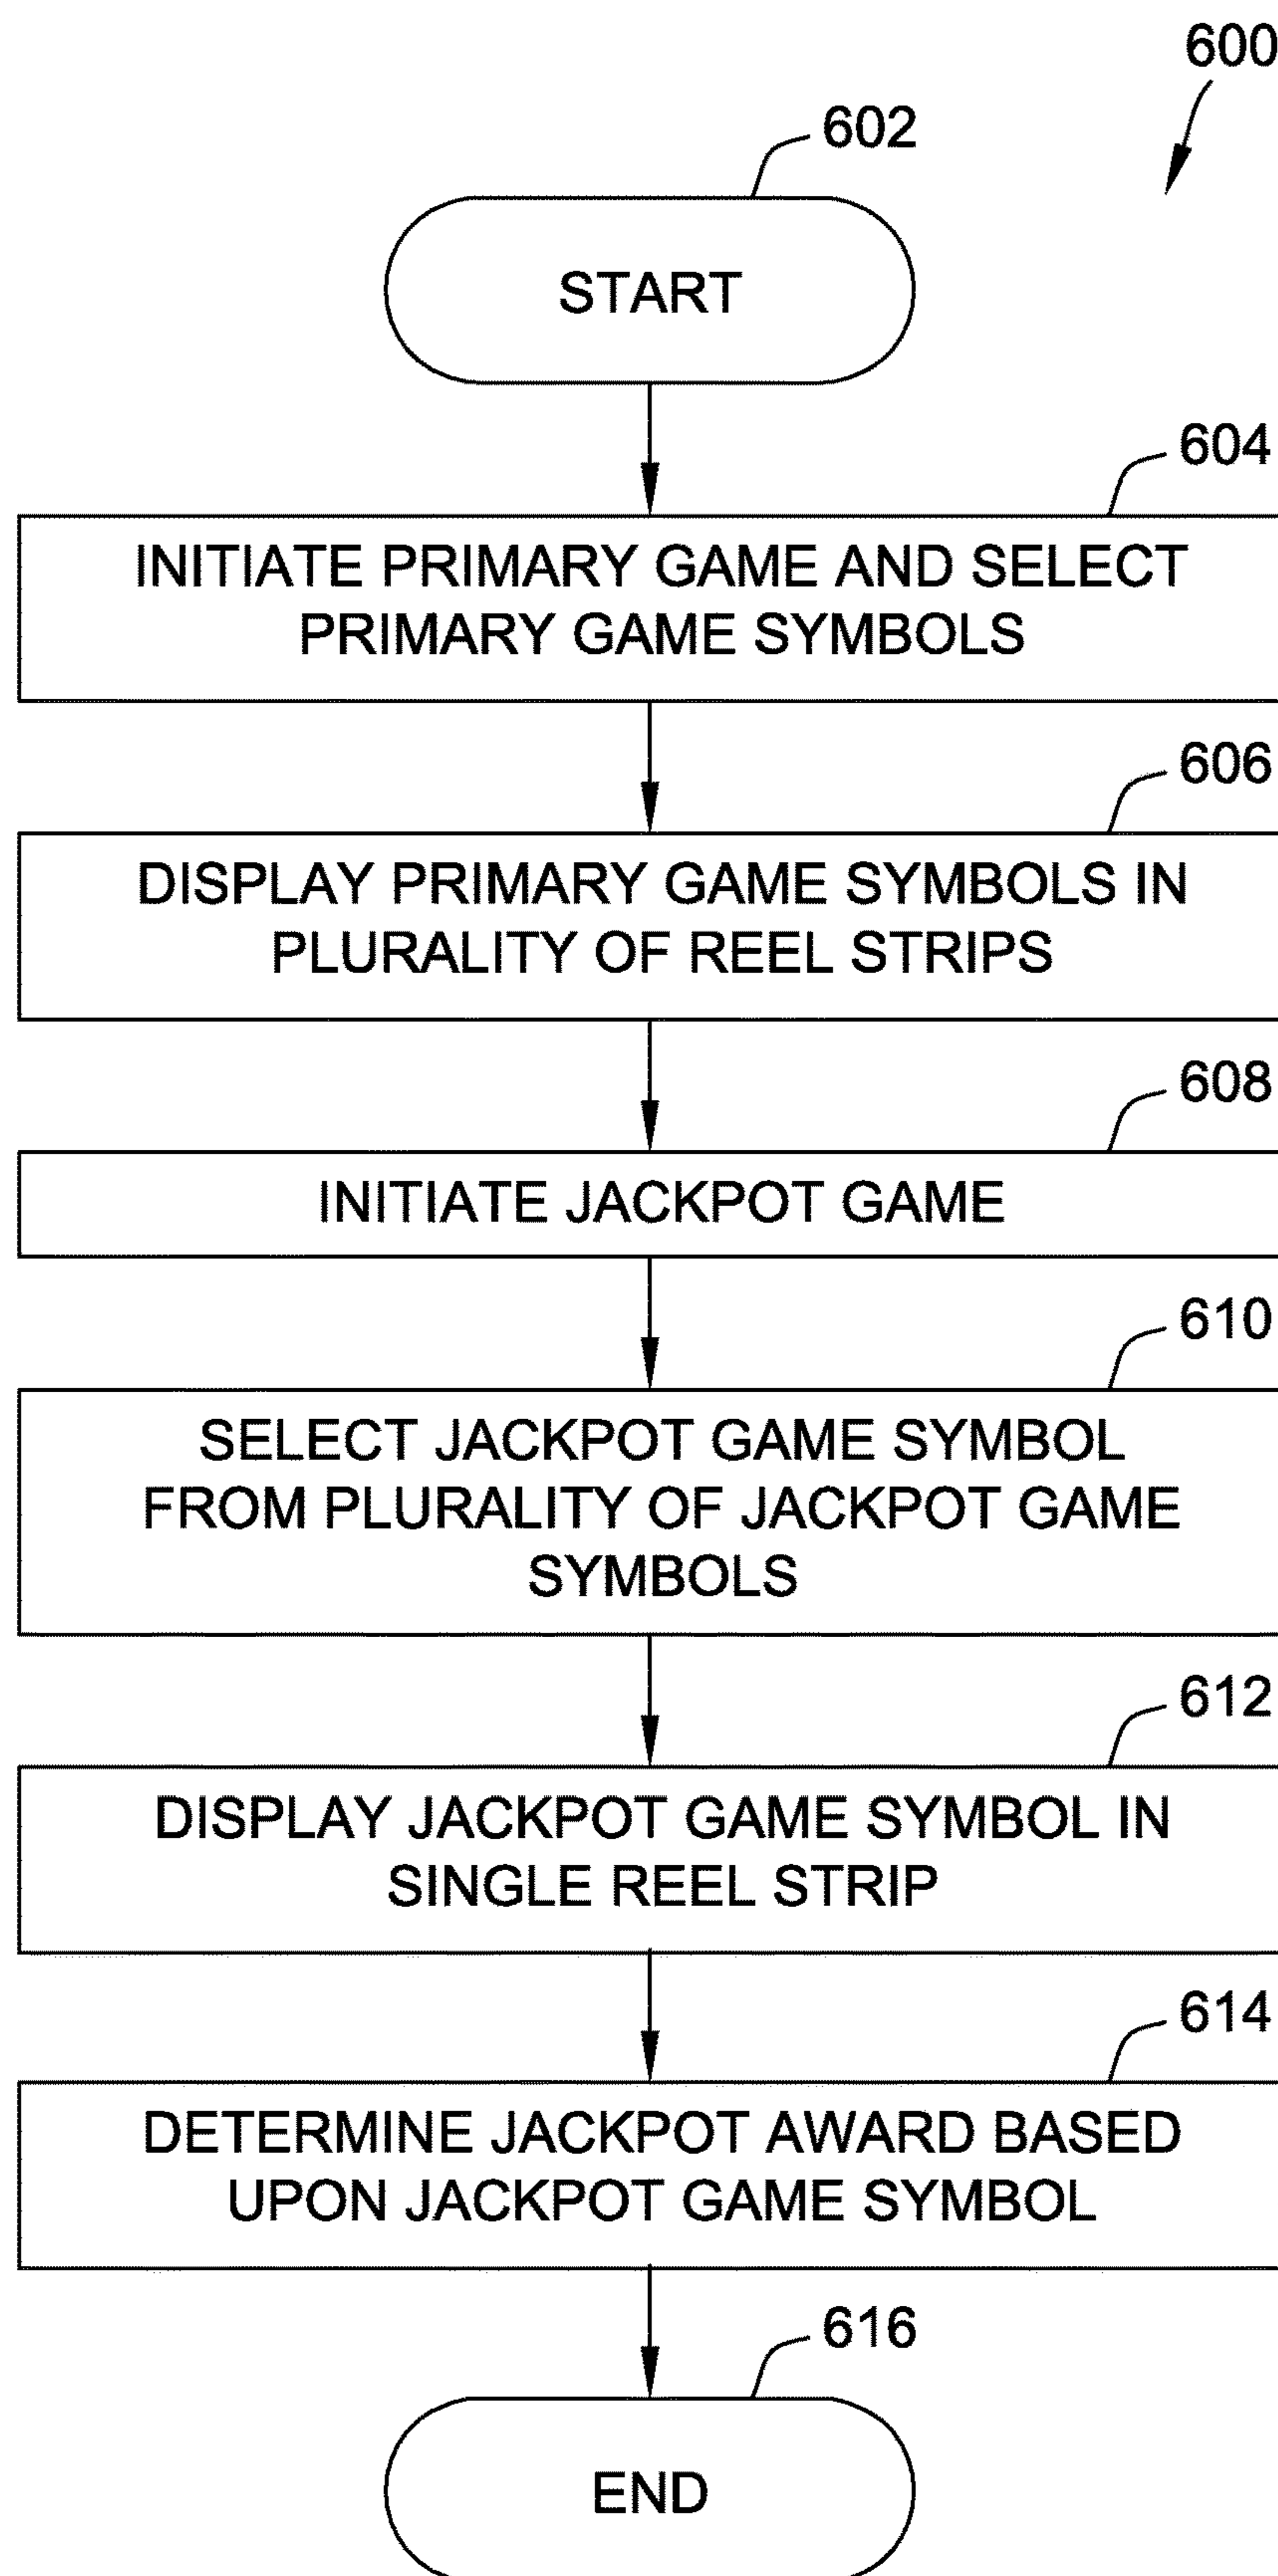 600
602
START
604
INITIATE PRIMARY GAME AND SELECT
PRIMARY GAME SYMBOLS
606
DISPLAY PRIMARY GAME SYMBOLS IN
PLURALITY OF REEL STRIPS
608
INITIATE JACKPOT GAME
610
SELECT JACKPOT GAME SYMBOL
FROM PLURALITY OF JACKPOT GAME
SYMBOLS
612
DISPLAY JACKPOT GAME SYMBOL IN
SINGLE REEL STRIP
614
DETERMINE JACKPOT AWARD BASED
UPON JACKPOT GAME SYMBOL
616
END